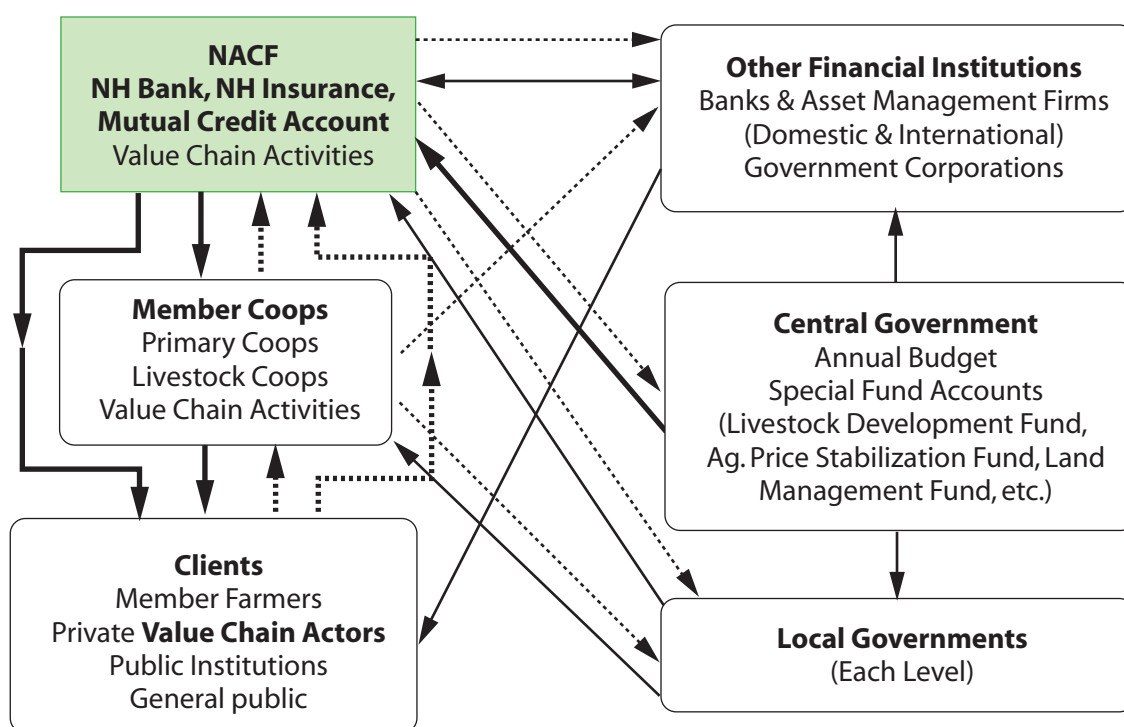 NACF
NH Bank, NH Insurance,
Mutual Credit Account
Value Chain Activities
Other Financial Institutions
Banks & Asset Management Firms
(Domestic & International)
Government Corporations
Member Coops
Primary Coops
Livestock Coops
Value Chain Activities
Central Government
Annual Budget
Special Fund Accounts
(Livestock Development Fund,
Ag. Price Stabilization Fund, Land
Management Fund, etc.)
Clients
Member Farmers
Private Value Chain Actors
Public Institutions
General public
Local Governments
(Each Level)